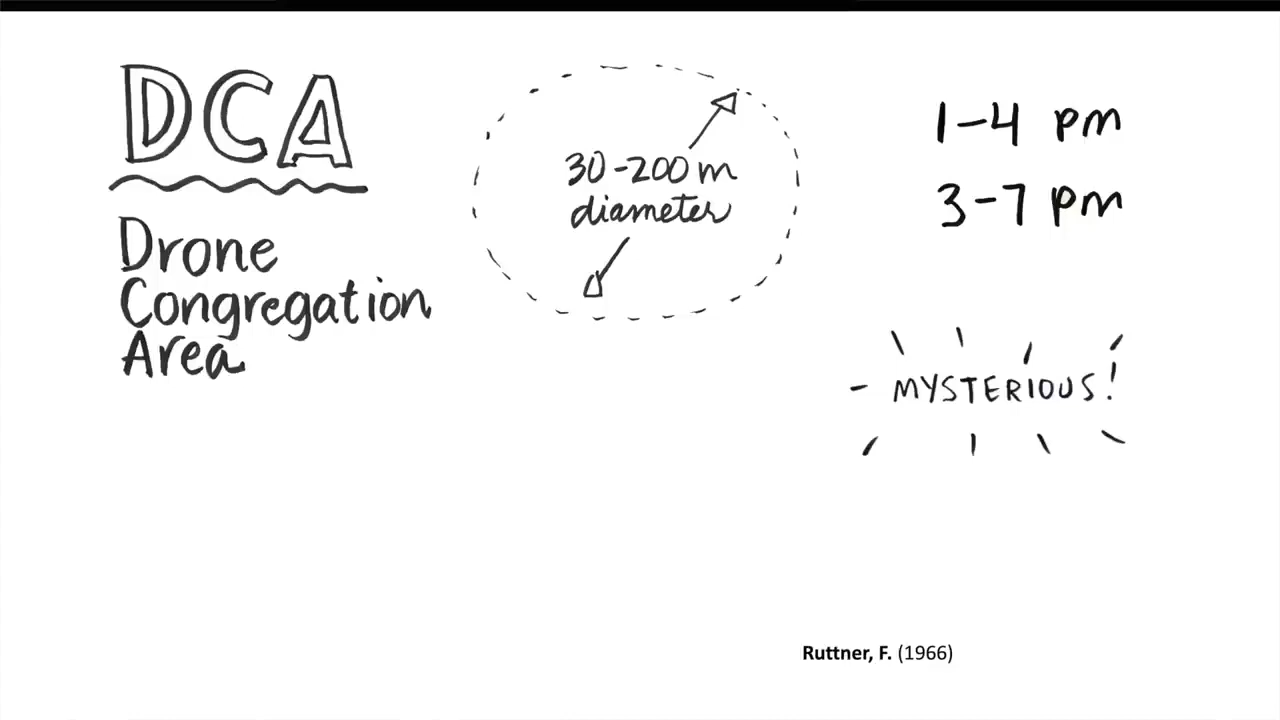 DCA
Drone
Congregation
Area
30-200 m
diameter
1-4 pm
3-7 pm
MYSTERIOUS!
Ruttner, F. (1966)